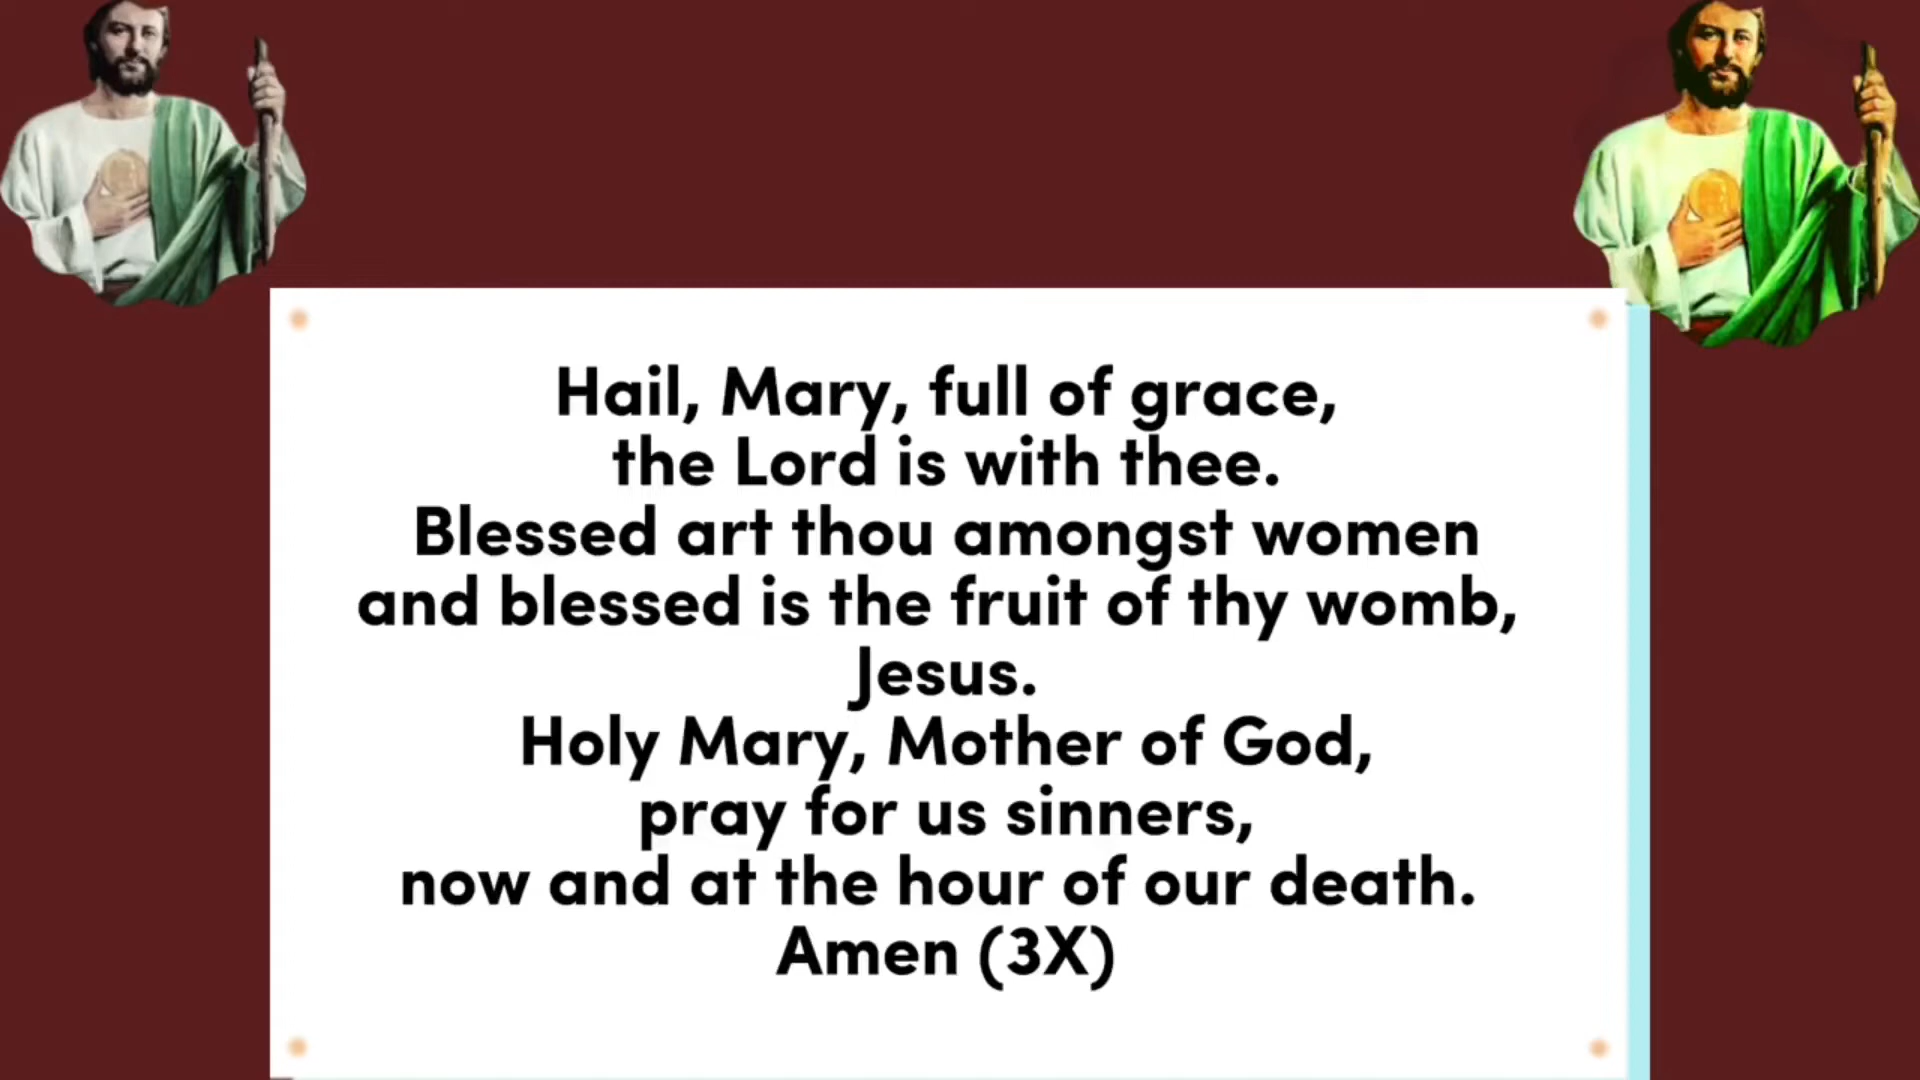 Hail, Mary, full of grace,
the Lord is with thee.
Blessed art thou amongst women
and blessed is the fruit of thy womb,
Jesus.
Holy Mary, Mother of God,
pray for us sinners,
now and at the hour of our death.
Amen (3X)